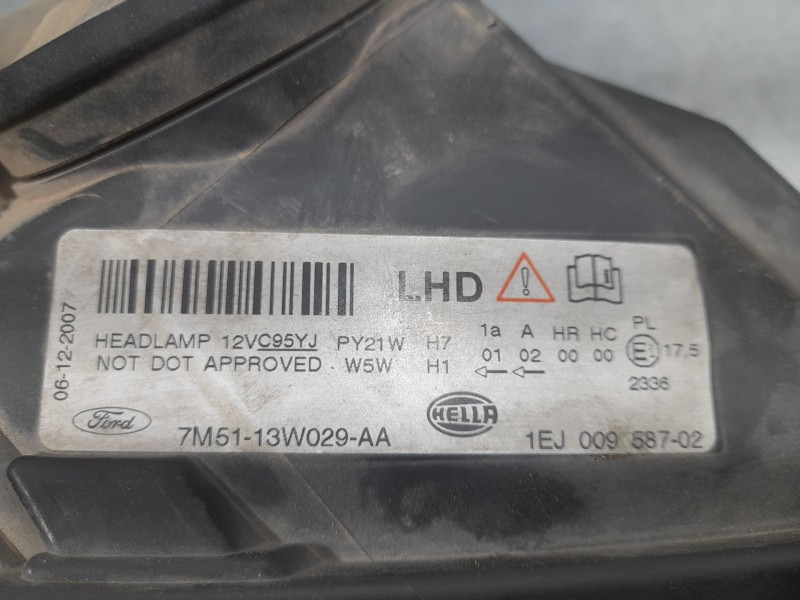 LHD
06-12-2007
HEADLAMP 12VC95YJ PY21W H7 1a A HR HC PL
NOT DOT APPROVED - W5W H1 01 02 00 00 E1 17,5
2336
Ford 7M51-13W029-AA HELLA 1EJ 009 587-02